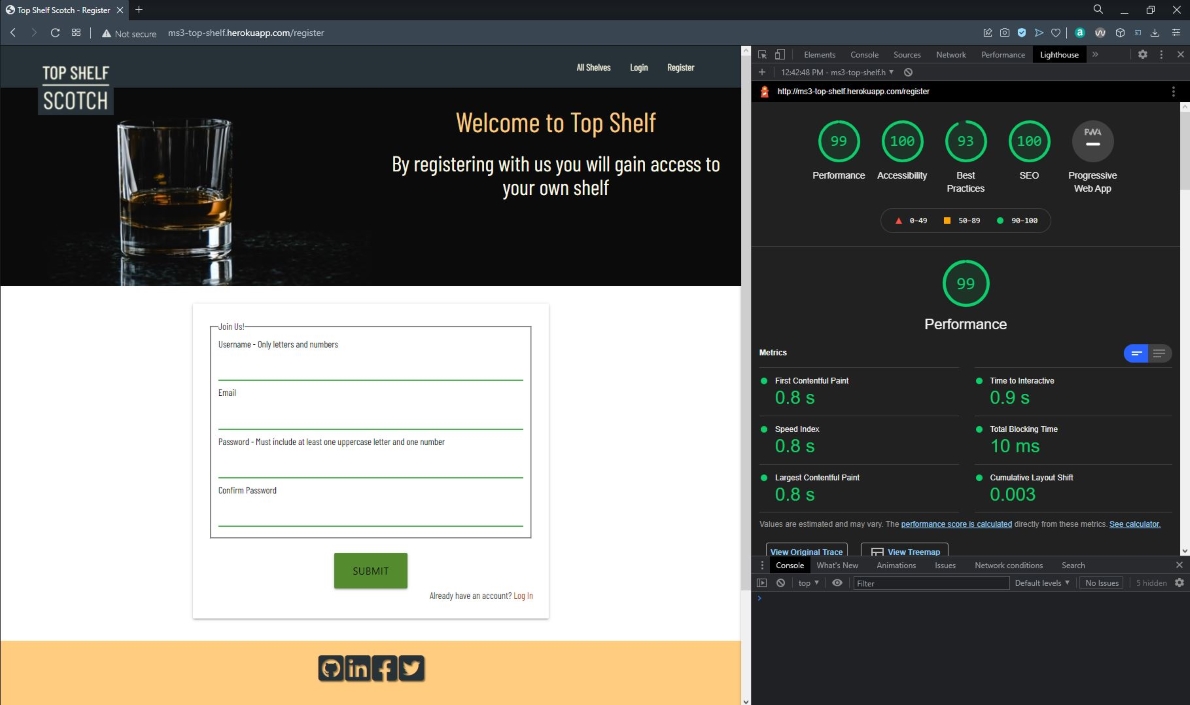 Top Shelf Scotch - Register
Not secure
ms3-top-shelf.herokuapp.com/register
TOP SHELF
SCOTCH
All Shelves Login Register
Welcome to Top Shelf
By registering with us you will gain access to
your own shelf
Join Us!
Username - Only letters and numbers
Email
Password - Must include at least one uppercase letter and one number
Confirm Password
SUBMIT
Already have an account? Log In
Elements Console Sources Network Performance Lighthouse »
12:42:48 PM - ms3-top-shelf.h
http://ms3-top-shelf.herokuapp.com/register
99 100 93 100 PWA
Performance Accessibility Best Practices SEO Progressive Web App
0-49 50-89 90-100
99
Performance
Metrics
First Contentful Paint
0.8 s
Time to Interactive
0.9 s
Speed Index
0.8 s
Total Blocking Time
10 ms
Largest Contentful Paint
0.8 s
Cumulative Layout Shift
0.003
Values are estimated and may vary. The performance score is calculated directly from these metrics. See calculator.
View Original Trace View Treemap
Console What's New Animations Issues Network conditions Search
top Filter Default levels No Issues 5 hidden